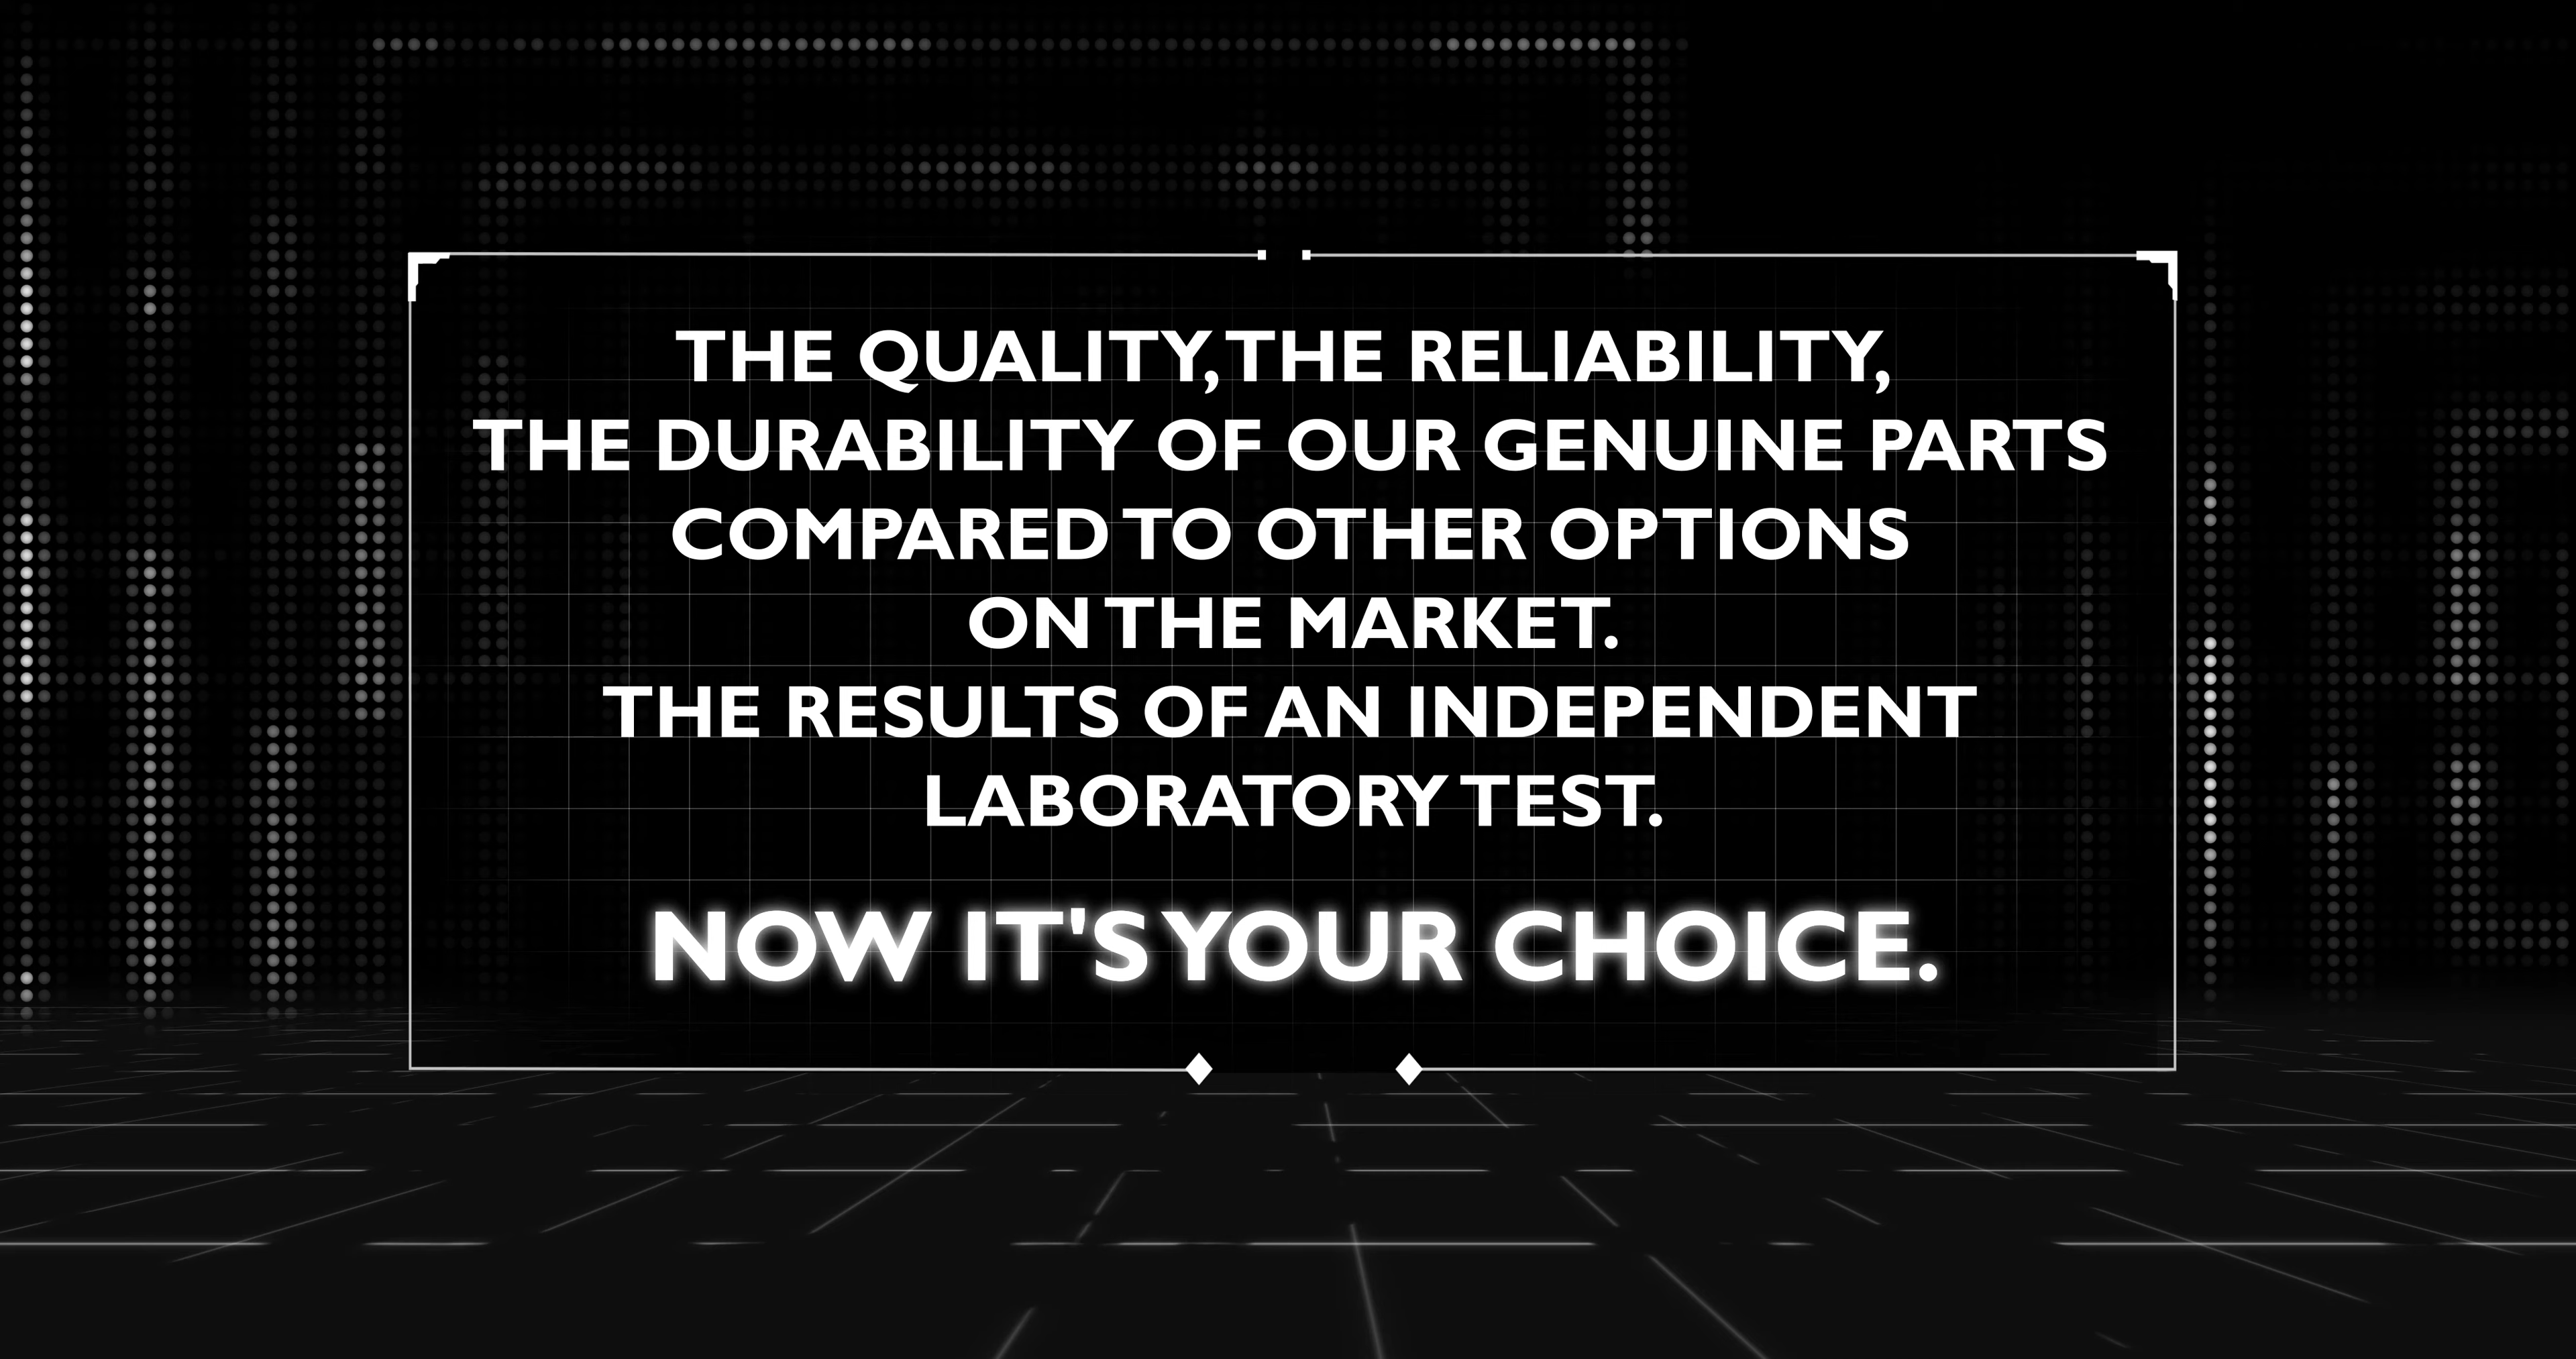 THE QUALITY, THE RELIABILITY,
THE DURABILITY OF OUR GENUINE PARTS
COMPARED TO OTHER OPTIONS
ON THE MARKET.
THE RESULTS OF AN INDEPENDENT
LABORATORY TEST.
NOW IT'S YOUR CHOICE.